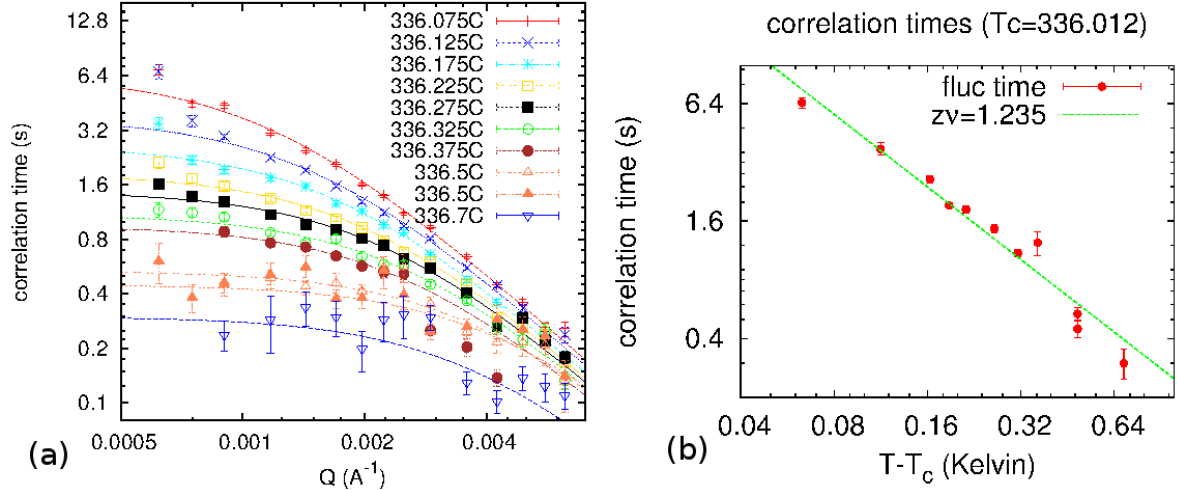 12.8
6.4
3.2
1.6
0.8
0.4
0.2
0.1
correlation time (s)
336.075C
336.125C
336.175C
336.225C
336.275C
336.325C
336.375C
336.5C
336.5C
336.7C
0.0005
0.001
0.002
0.004
Q (A⁻¹)
(a)
correlation times (Tc=336.012)
6.4
1.6
0.4
correlation time (s)
fluc time
zν=1.235
0.04
0.08
0.16
0.32
0.64
T-Tc (Kelvin)
(b)